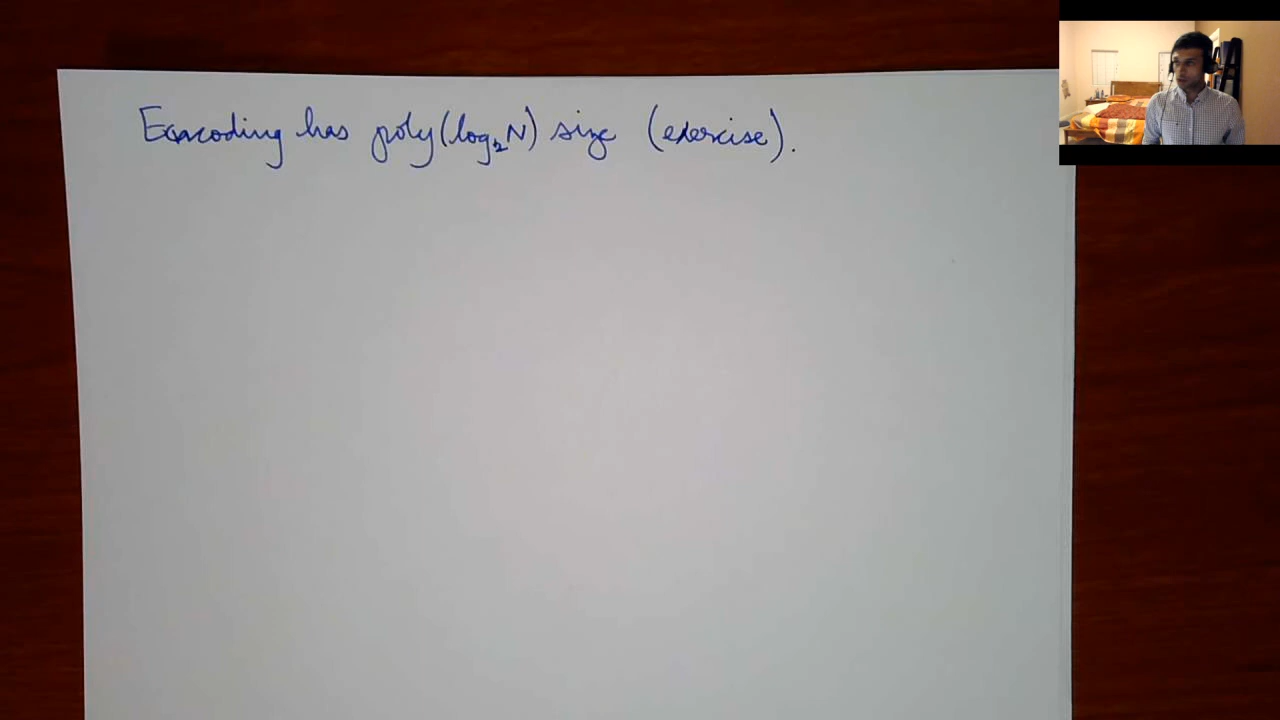 Encoding has poly(log₂N) size (exercise).